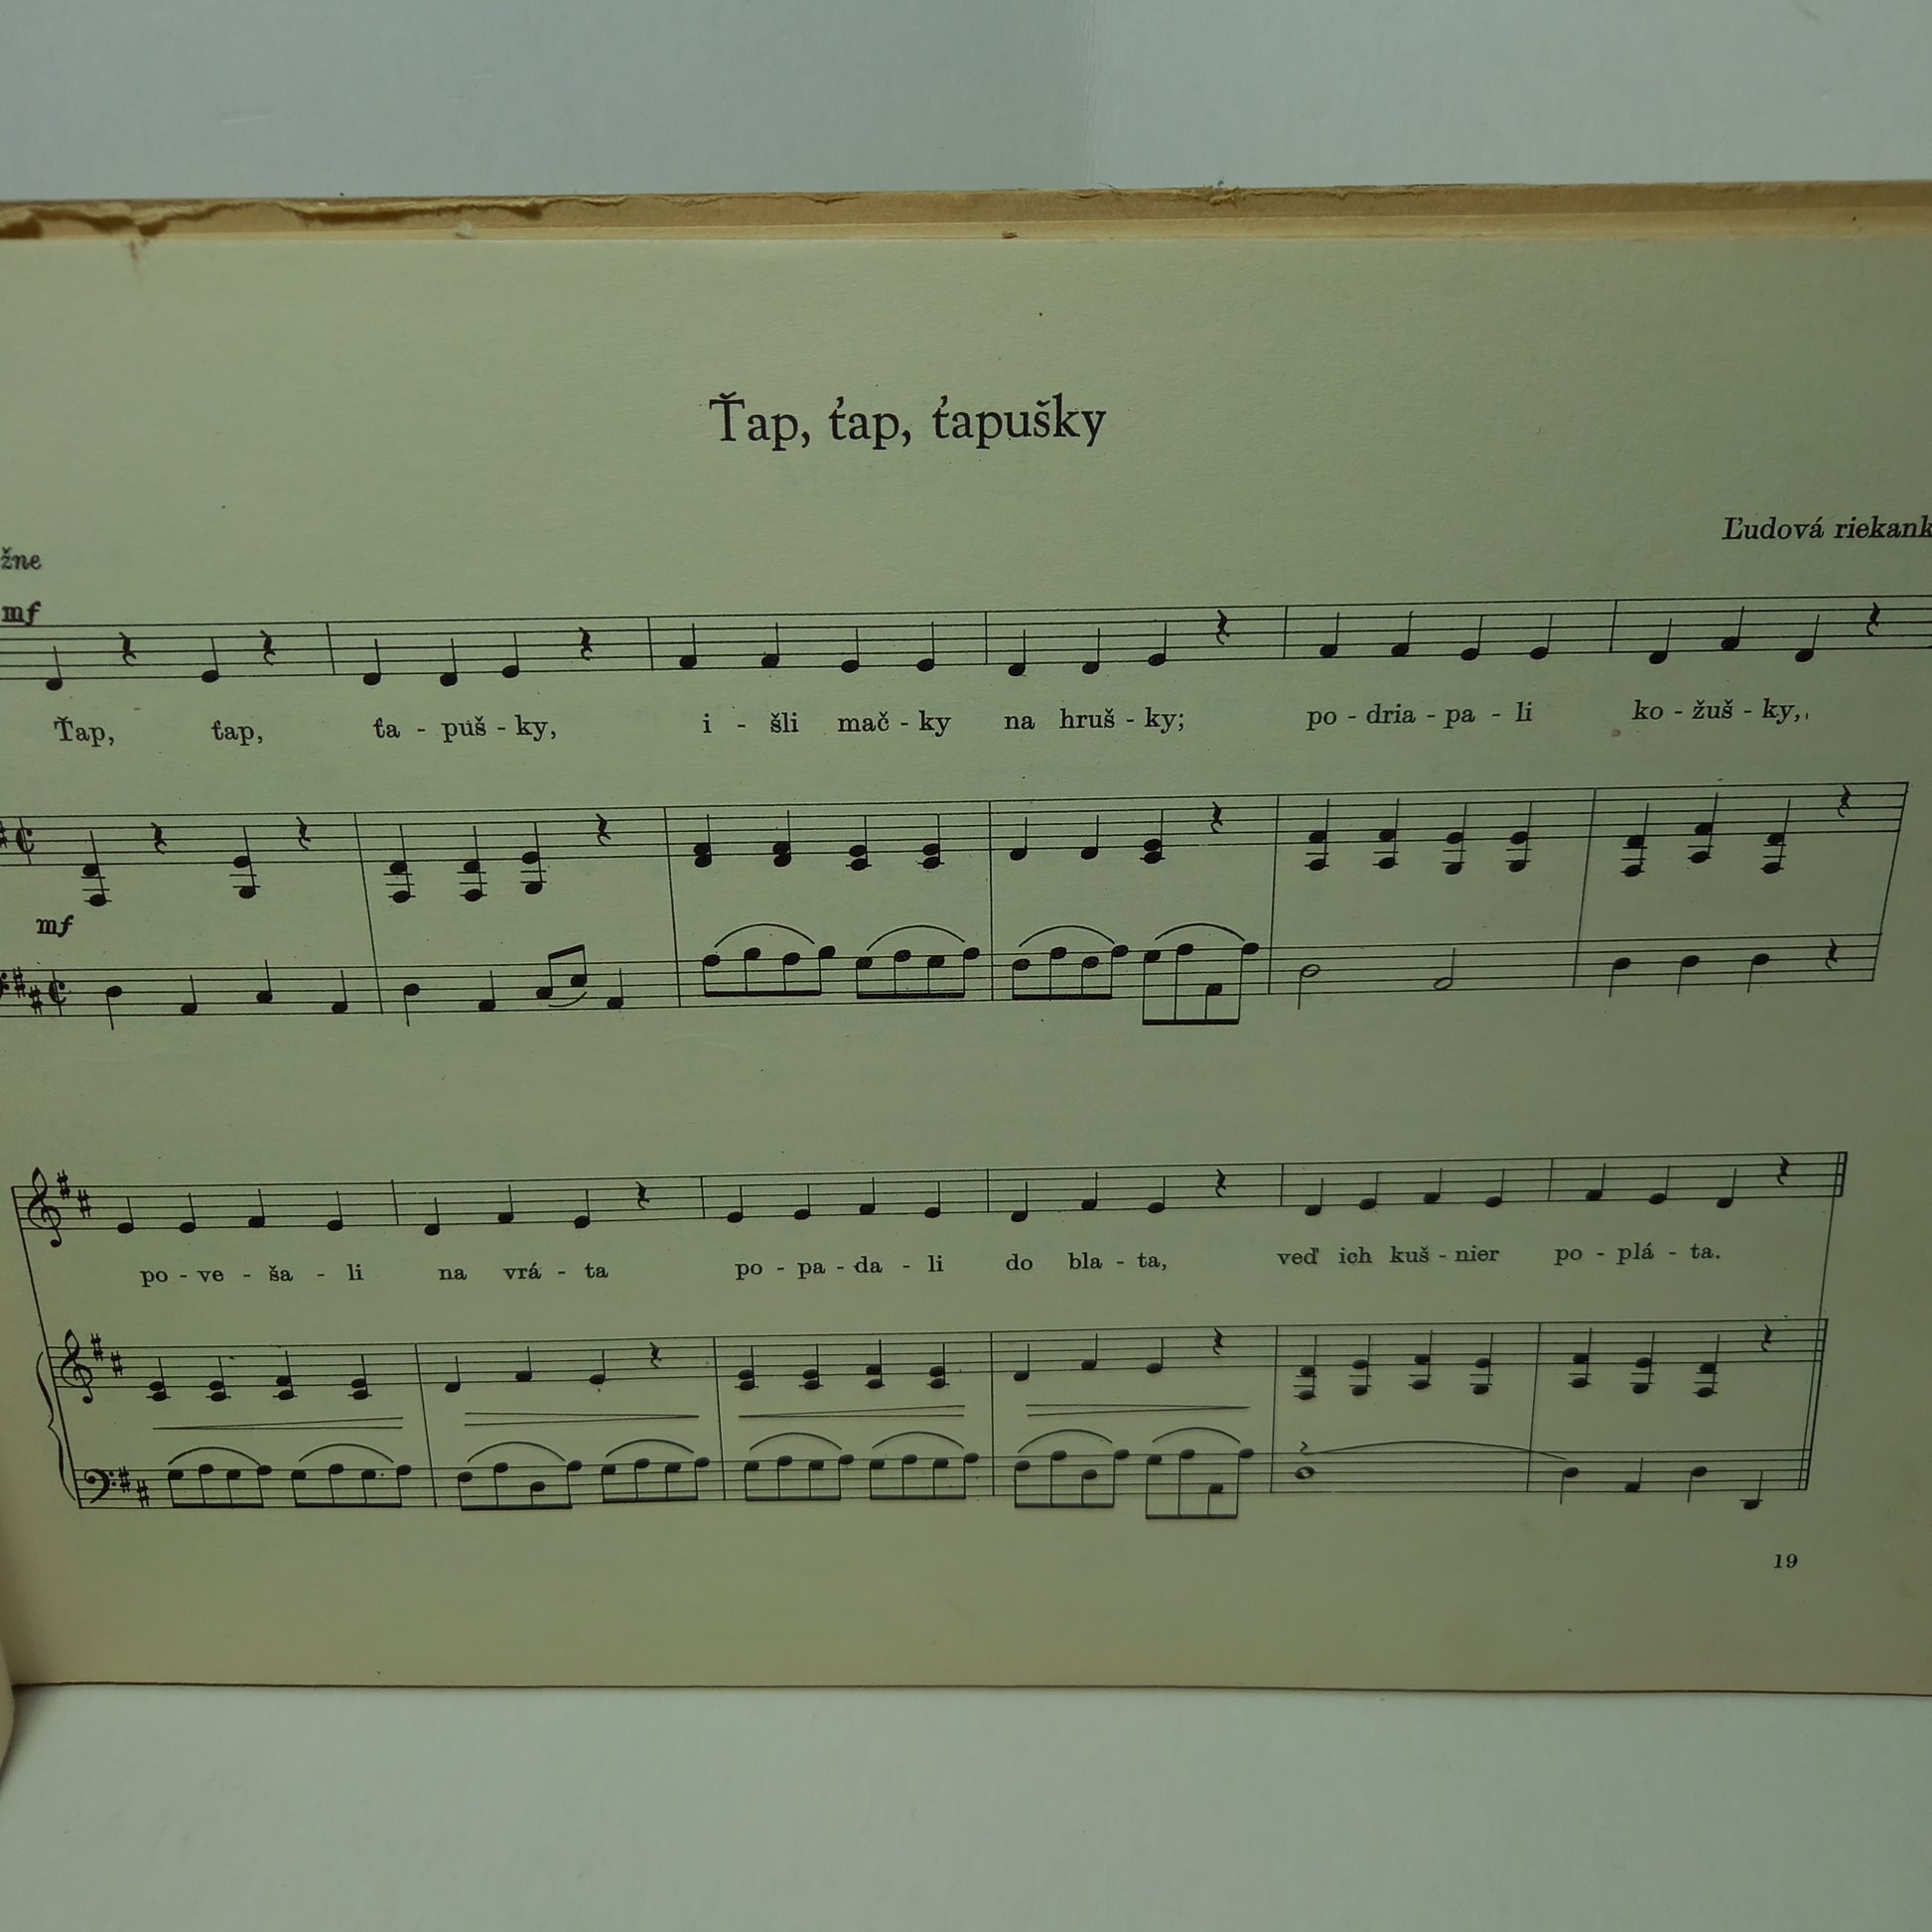 Ťap, ťap, ťapušky
Ľudová riekank
žne
mf
Ťap, ťap, ťa - puš - ky, i - šli mač - ky na hruš - ky; po - dria - pa - li ko - žuš - ky,
mf
po - ve - ša - li na vrá - ta po - pa - da - li do bla - ta, veď ich kuš - nier po - plá - ta.
19